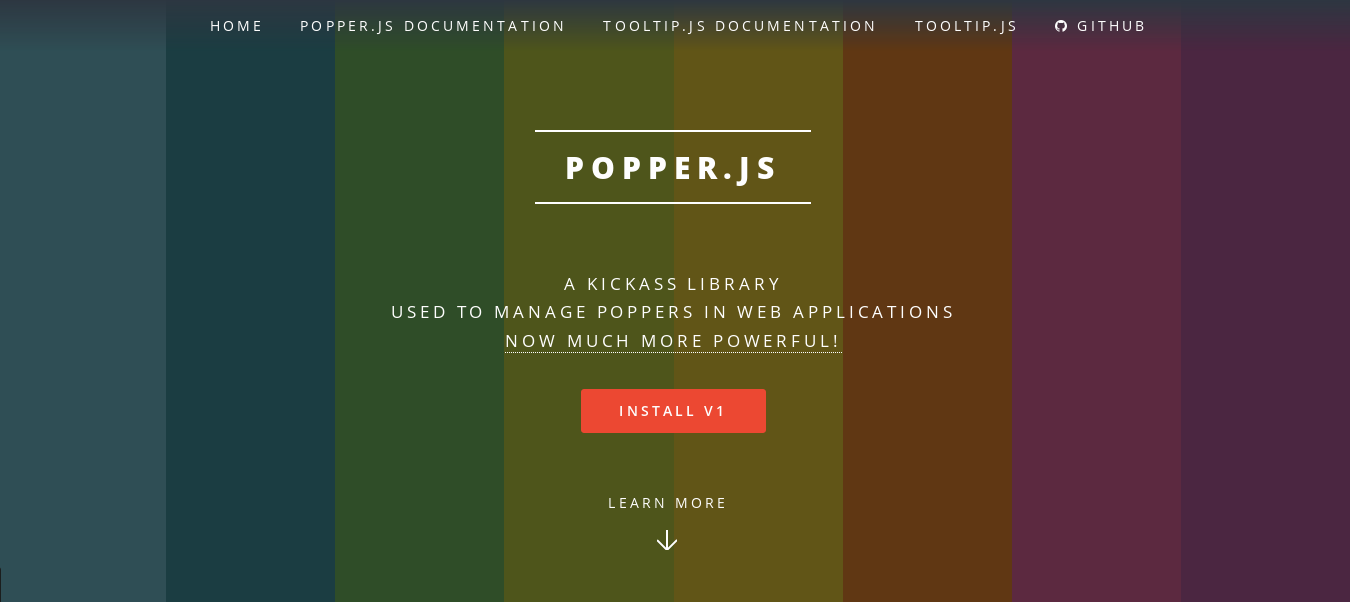 HOME POPPER.JS DOCUMENTATION TOOLTIP.JS DOCUMENTATION TOOLTIP.JS GITHUB
POPPER.JS
A KICKASS LIBRARY
USED TO MANAGE POPPERS IN WEB APPLICATIONS
NOW MUCH MORE POWERFUL!
INSTALL V1
LEARN MORE